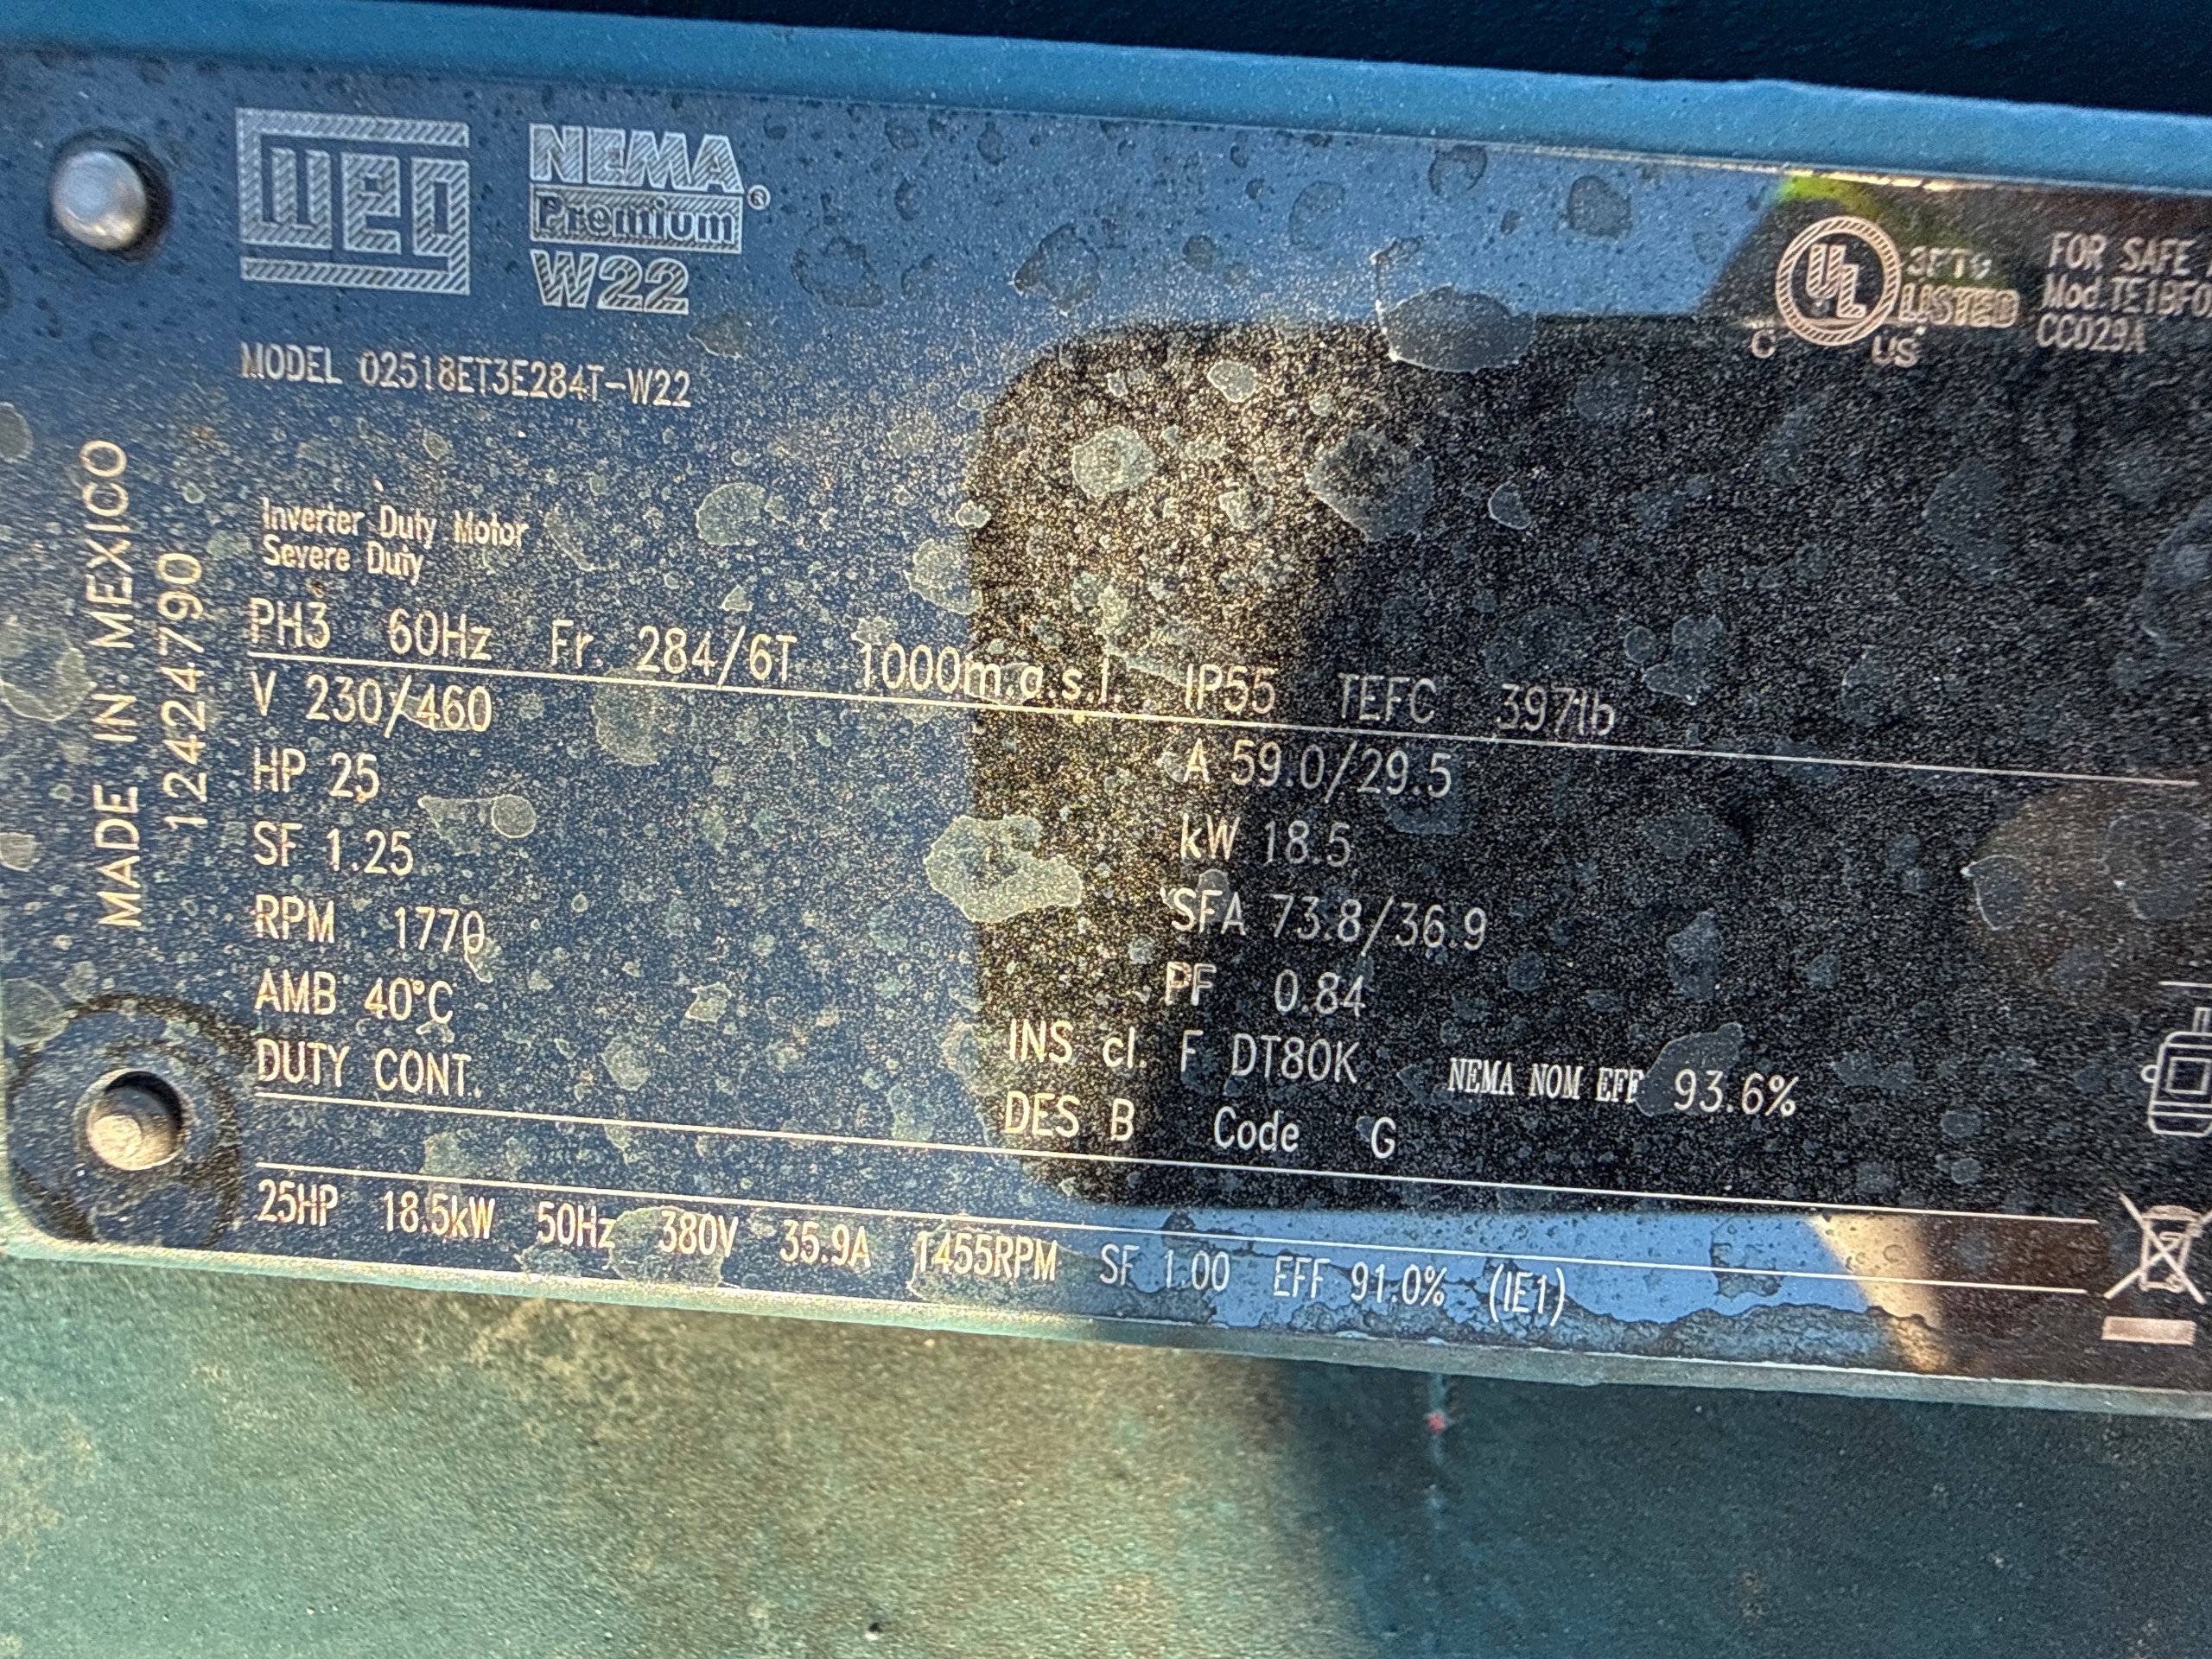 WEG
NEMA
Premium®
W22
UL
LISTED
C US
FOR SAFE
CC029A
MODEL 02518ET3E284T-W22
MADE IN MEXICO
12424790
Inverter Duty Motor
Severe Duty
PH3 60Hz Fr. 284/6T 1000m.a.s.l. IP55 TEFC 397lb
V 230/460 A 59.0/29.5
HP 25 kW 18.5
SF 1.25 SFA 73.8/36.9
RPM 1770 PF 0.84
AMB 40°C INS cl. F DT80K NEMA NOM EFF 93.6%
DUTY CONT. DES B Code G
25HP 18.5kW 50Hz 380V 35.9A 1455RPM SF 1.00 EFF 91.0% (IE1)